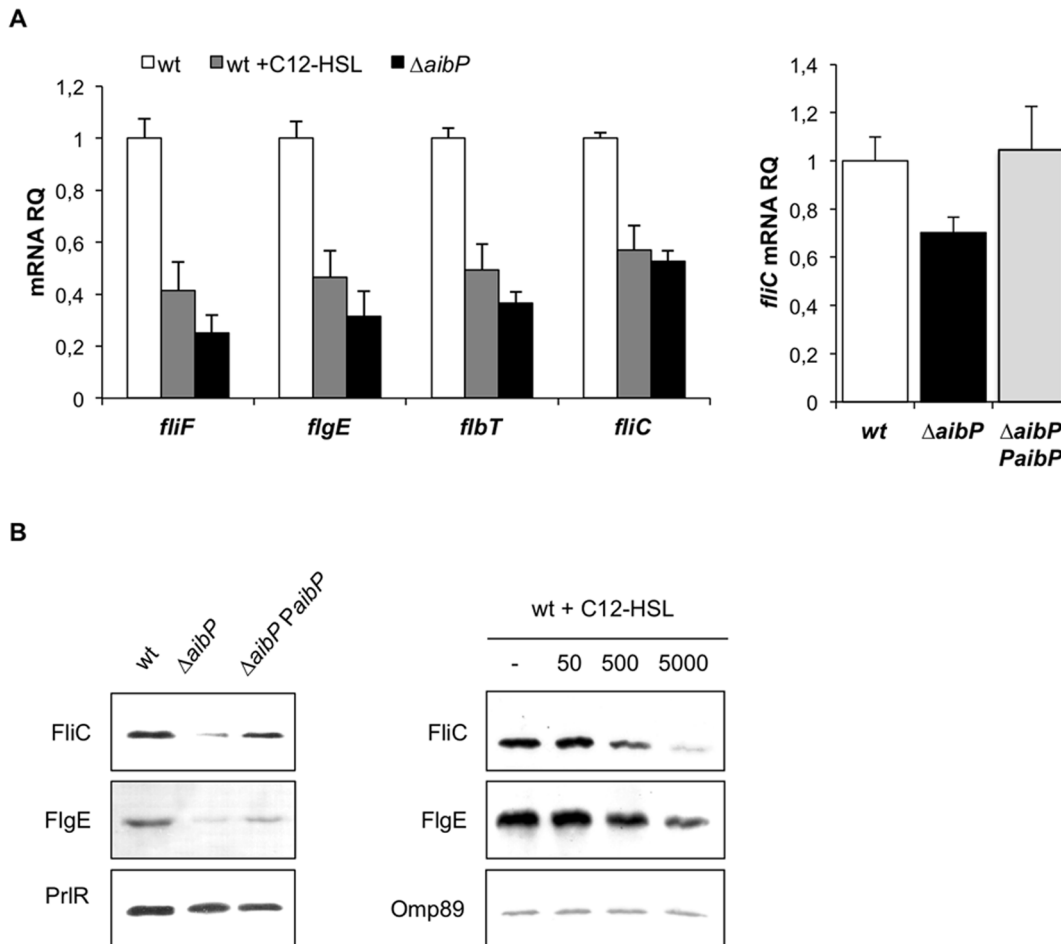 A
wt wt +C12-HSL ΔaibP
1,2
1
0,8
0,6
0,4
0,2
0
mRNA RQ
fliF flgE flbT fliC
1,4
1,2
1
0,8
0,6
0,4
0,2
0
fliC mRNA RQ
wt ΔaibP ΔaibP
PaibP
B
wt ΔaibP ΔaibP PaibP
FliC
FlgE
PrlR
wt + C12-HSL
- 50 500 5000
FliC
FlgE
Omp89